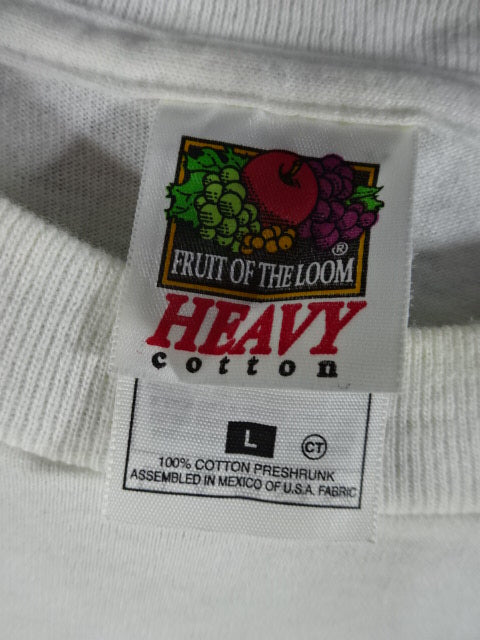 FRUIT OF THE LOOM
®
HEAVY
cotton
L
CT
100% COTTON PRESHRUNK
ASSEMBLED IN MEXICO OF U.S.A. FABRIC